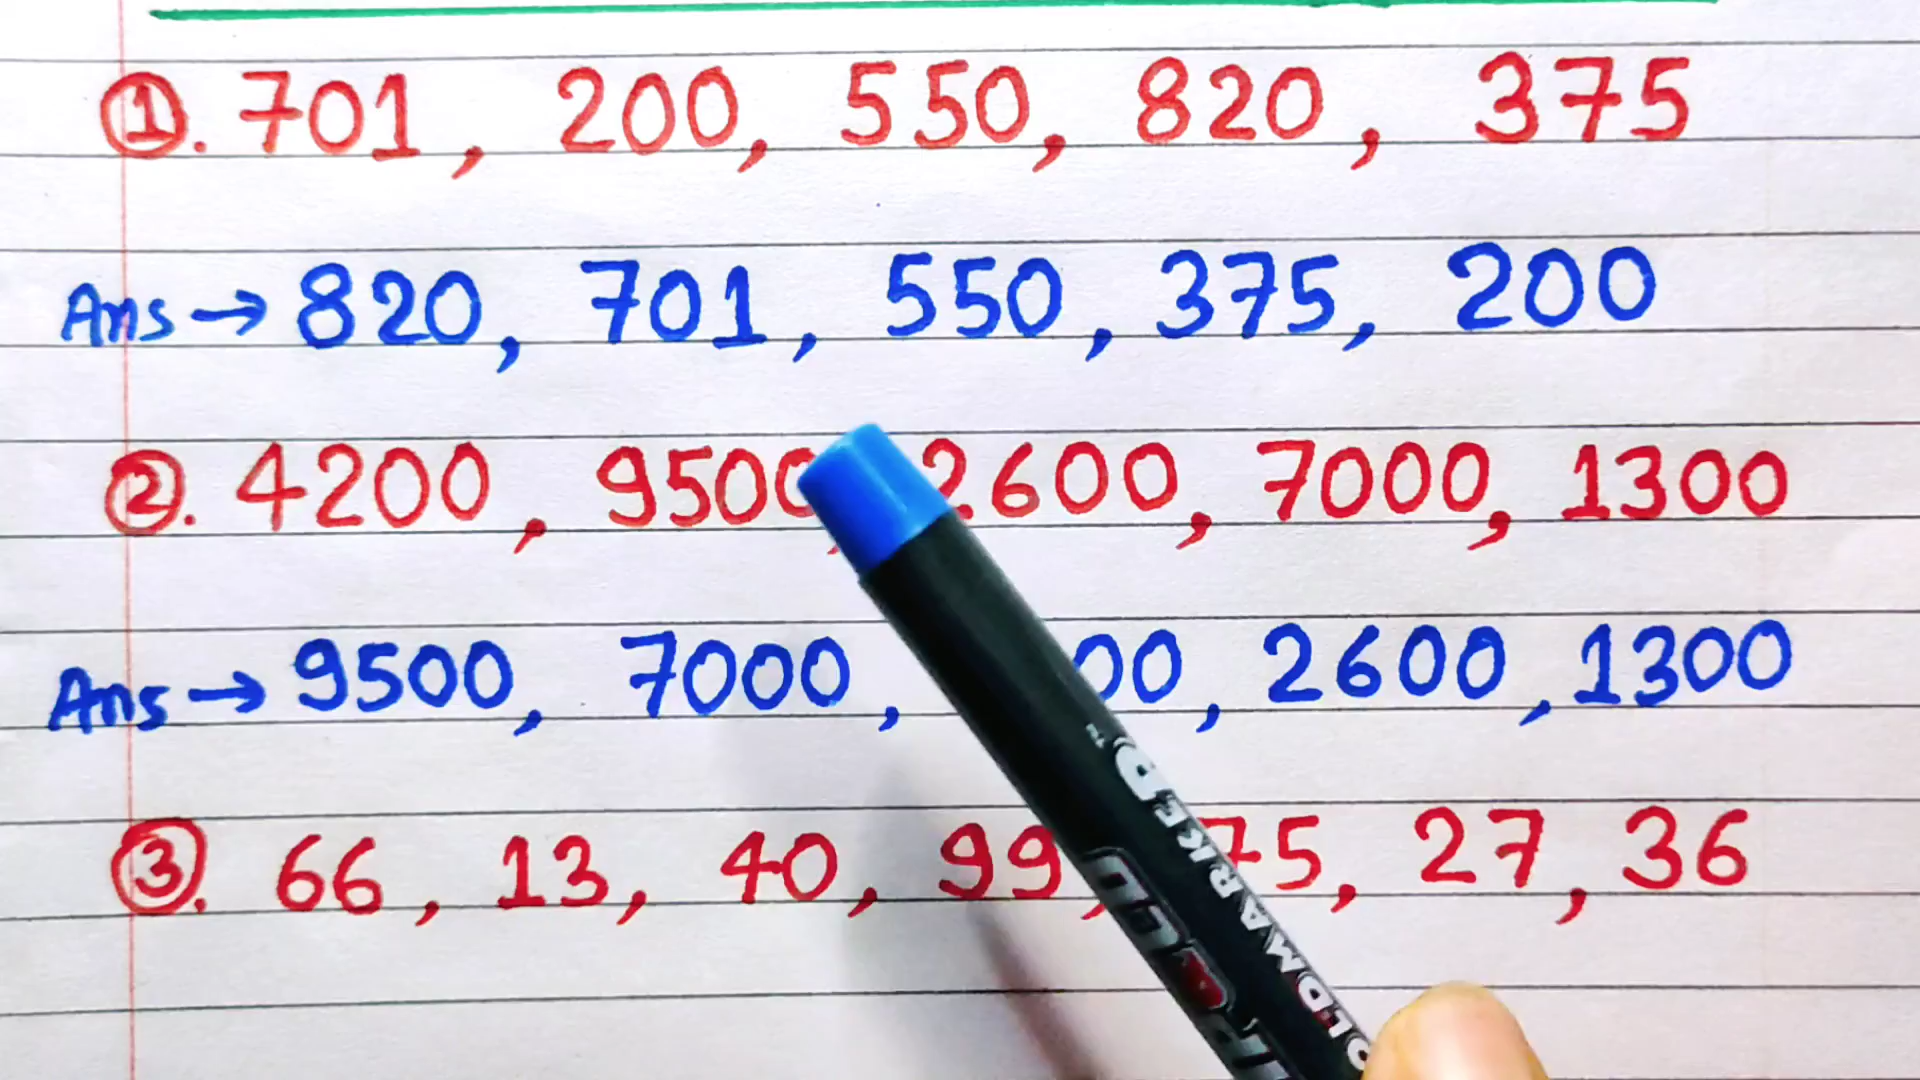 ①. 701, 200, 550, 820, 375
Ans → 820, 701, 550, 375, 200
②. 4200, 9500, 2600, 7000, 1300
Ans → 9500, 7000, 00, 2600, 1300
③. 66, 13, 40, 99, 75, 27, 36